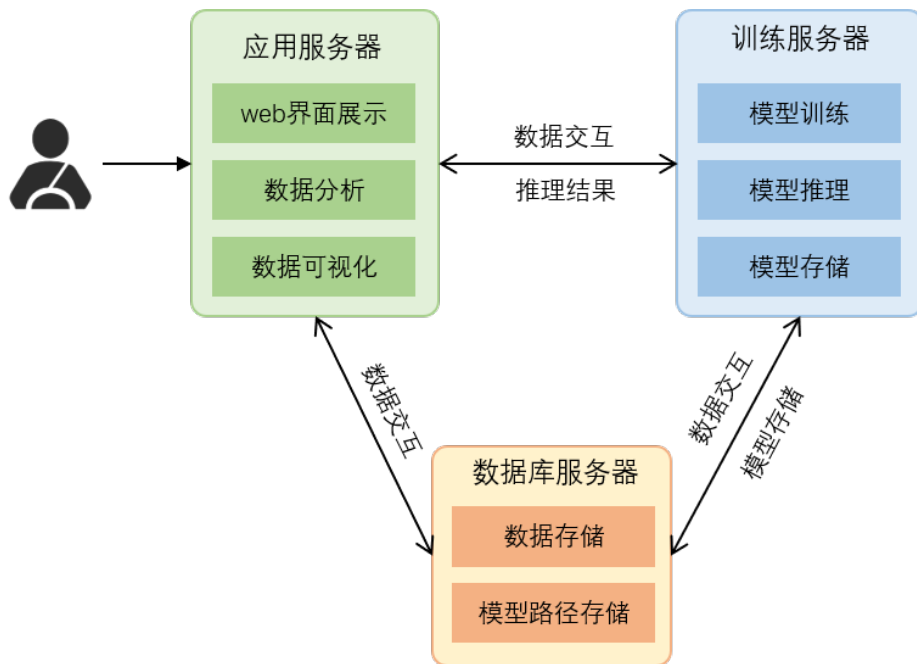 应用服务器
web界面展示
数据分析
数据可视化
数据交互
推理结果
训练服务器
模型训练
模型推理
模型存储
数据交互
数据交互
模型存储
数据库服务器
数据存储
模型路径存储